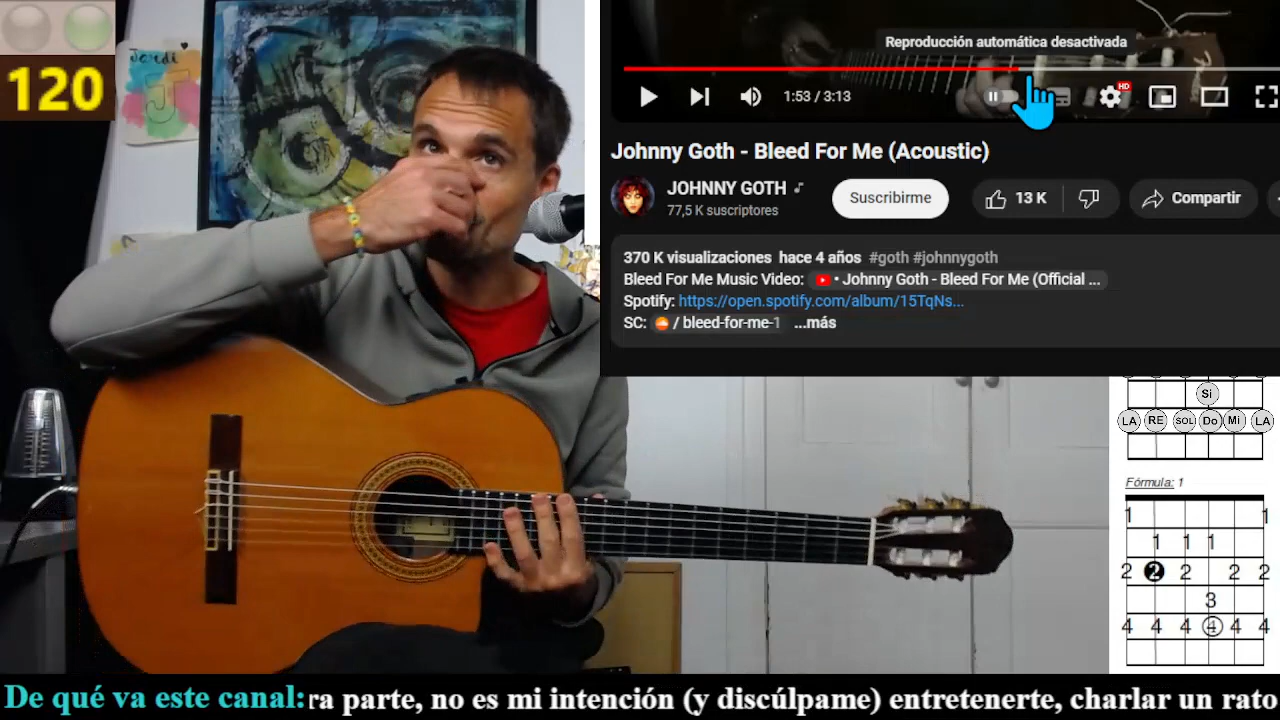 Jordi
J
120
Reproducción automática desactivada
1:53 / 3:13
HD
Johnny Goth - Bleed For Me (Acoustic)
JOHNNY GOTH
77,5 K suscriptores
Suscribirme
13 K
Compartir
370 K visualizaciones hace 4 años #goth #johnnygoth
Bleed For Me Music Video: • Johnny Goth - Bleed For Me (Official ...
Spotify: https://open.spotify.com/album/15TqNs...
SC: / bleed-for-me-1 ...más
Si
LA RE SOL Do Mi LA
Fórmula: 1
1 1
1 1 1
2 2 2 2 2
3
4 4 4 4 4 4
De qué va este canal: ra parte, no es mi intención (y discúlpame) entretenerte, charlar un rato